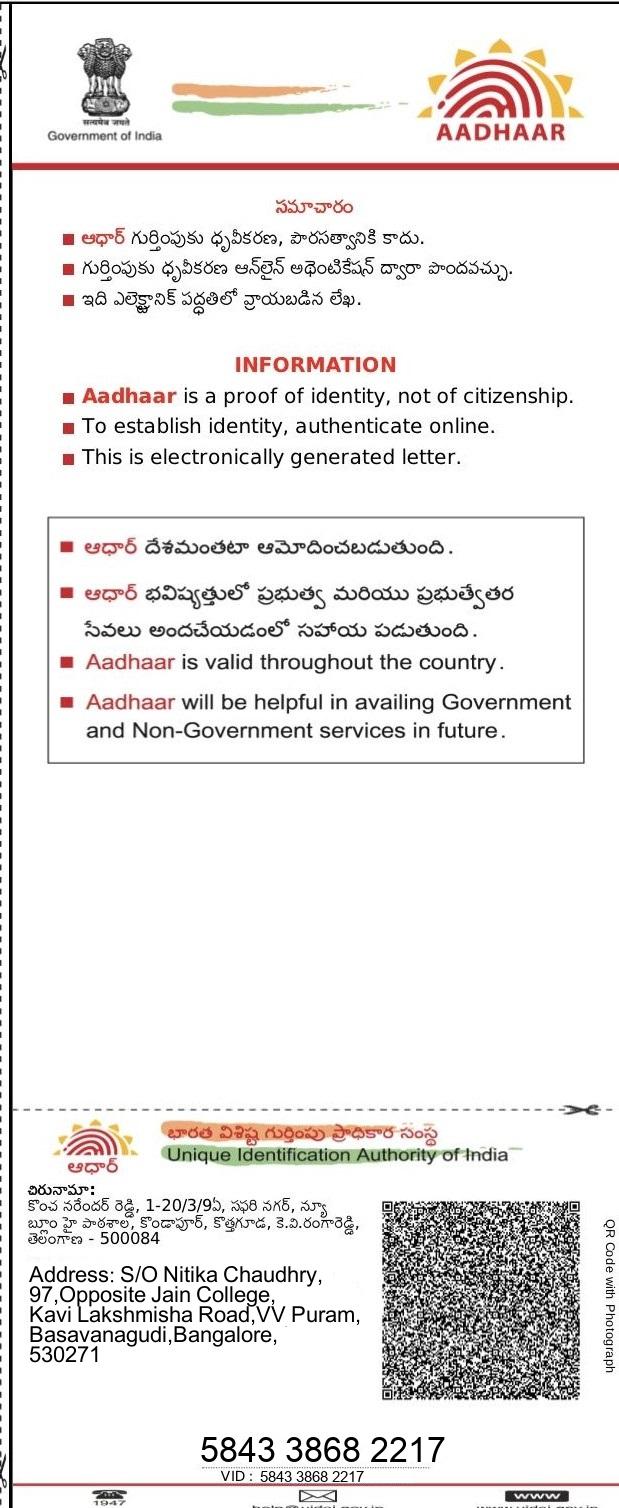 सत्यमेव जयते
Government of India
AADHAAR
సమాచారం
ఆధార్ గుర్తింపుకు ధృవీకరణ, పౌరసత్వానికి కాదు.
గుర్తింపుకు ధృవీకరణ ఆన్‌లైన్ అథెంటికేషన్ ద్వారా పొందవచ్చు.
ఇది ఎలెక్ట్రానిక్ పద్ధతిలో వ్రాయబడిన లేఖ.
INFORMATION
Aadhaar is a proof of identity, not of citizenship.
To establish identity, authenticate online.
This is electronically generated letter.
ఆధార్ దేశమంతటా ఆమోదించబడుతుంది.
ఆధార్ భవిష్యత్తులో ప్రభుత్వ మరియు ప్రభుత్వేతర
సేవలు అందచేయడంలో సహాయ పడుతుంది.
Aadhaar is valid throughout the country.
Aadhaar will be helpful in availing Government
and Non-Government services in future.
భారత విశిష్ట గుర్తింపు ప్రాధికార సంస్థ
Unique Identification Authority of India
ఆధార్
చిరునామా:
కొంచ నరేందర్ రెడ్డి, 1-20/3/9ఏ, సఫరి నగర్, న్యూ
బ్లూం హై పాఠశాల, కొండాపూర్, కొత్తగూడ, కె.వి.రంగారెడ్డి,
తెలంగాణ - 500084
Address: S/O Nitika Chaudhry,
97,Opposite Jain College,
Kavi Lakshmisha Road,VV Puram,
Basavanagudi,Bangalore,
530271
QR Code with Photograph
5843 3868 2217
VID : 5843 3868 2217
1947
www